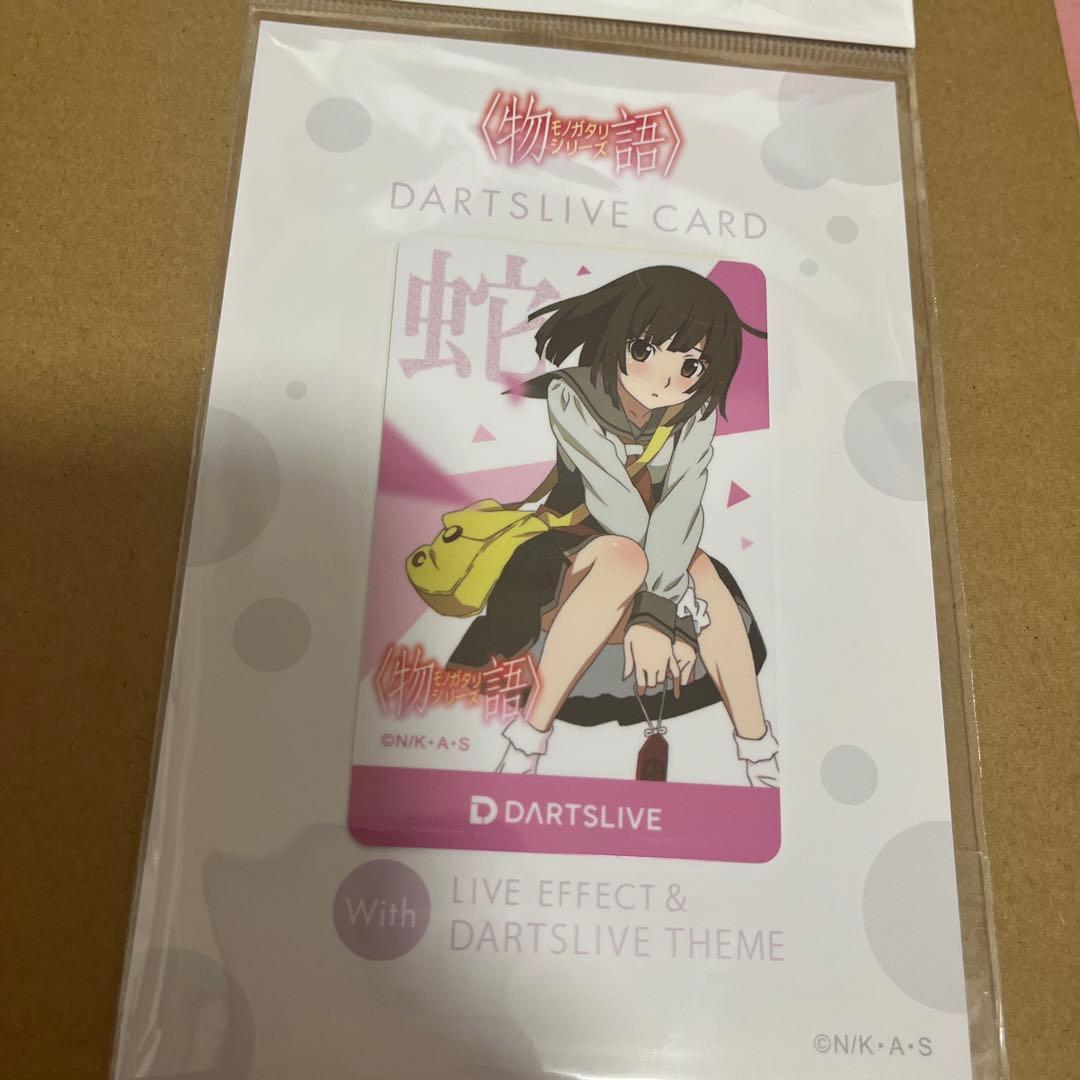 〈物語〉
モノガタリ
シリーズ
DARTSLIVE CARD
蛇
〈物語〉
モノガタリ
シリーズ
©N/K・A・S
DARTSLIVE
With
LIVE EFFECT &
DARTSLIVE THEME
©N/K・A・S